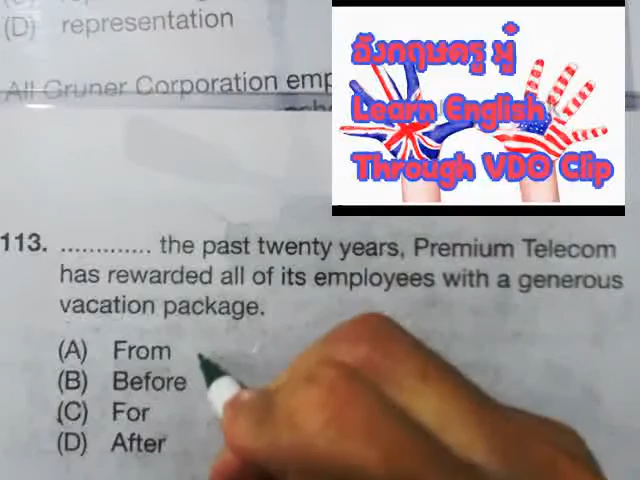 (D) representation
All Gruner Corporation emp
อังกฤษครู มุ๋
Learn English
Through VDO Clip
113. ............. the past twenty years, Premium Telecom
has rewarded all of its employees with a generous
vacation package.
(A) From
(B) Before
(C) For
(D) After